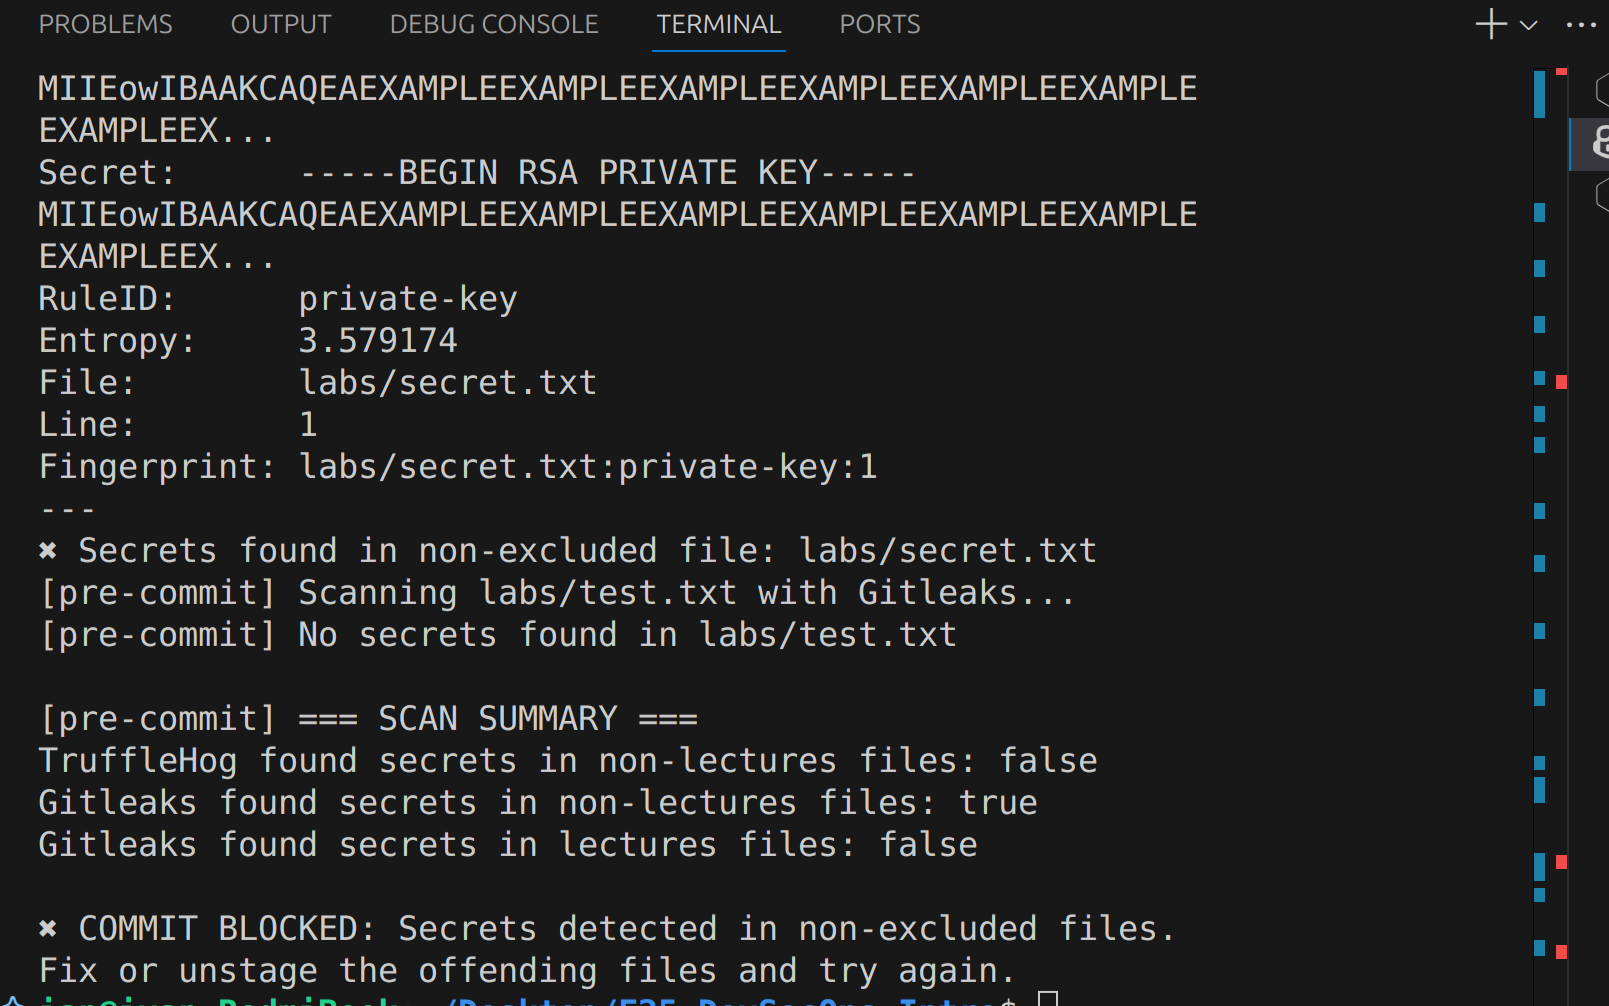 PROBLEMS OUTPUT DEBUG CONSOLE TERMINAL PORTS
MIIEowIBAAKCAQEAEXAMPLEEXAMPLEEXAMPLEEXAMPLEEXAMPLEEXAMPLE
EXAMPLEEX...
Secret: -----BEGIN RSA PRIVATE KEY-----
MIIEowIBAAKCAQEAEXAMPLEEXAMPLEEXAMPLEEXAMPLEEXAMPLEEXAMPLE
EXAMPLEEX...
RuleID: private-key
Entropy: 3.579174
File: labs/secret.txt
Line: 1
Fingerprint: labs/secret.txt:private-key:1
---
✖ Secrets found in non-excluded file: labs/secret.txt
[pre-commit] Scanning labs/test.txt with Gitleaks...
[pre-commit] No secrets found in labs/test.txt
[pre-commit] === SCAN SUMMARY ===
TruffleHog found secrets in non-lectures files: false
Gitleaks found secrets in non-lectures files: true
Gitleaks found secrets in lectures files: false
✖ COMMIT BLOCKED: Secrets detected in non-excluded files.
Fix or unstage the offending files and try again.